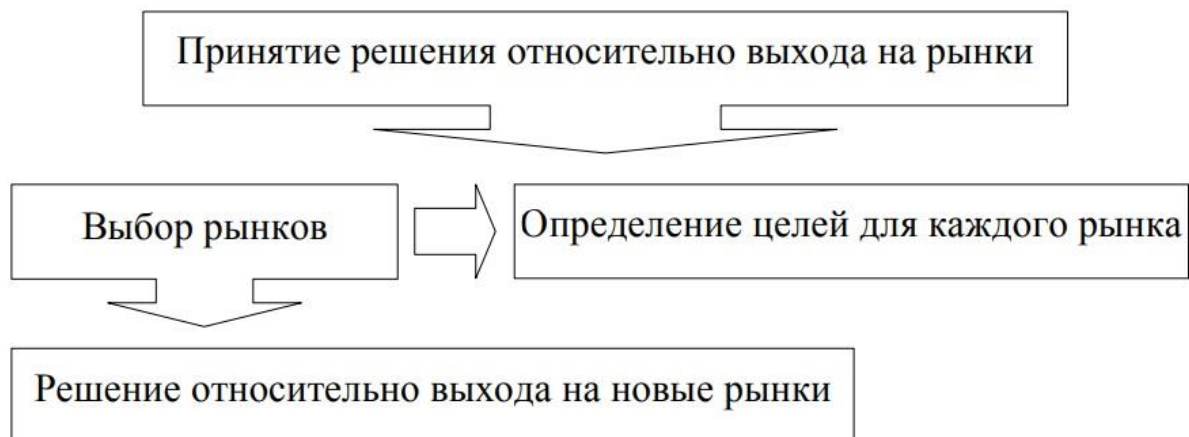 Принятие решения относительно выхода на рынки
Выбор рынков
Определение целей для каждого рынка
Решение относительно выхода на новые рынки